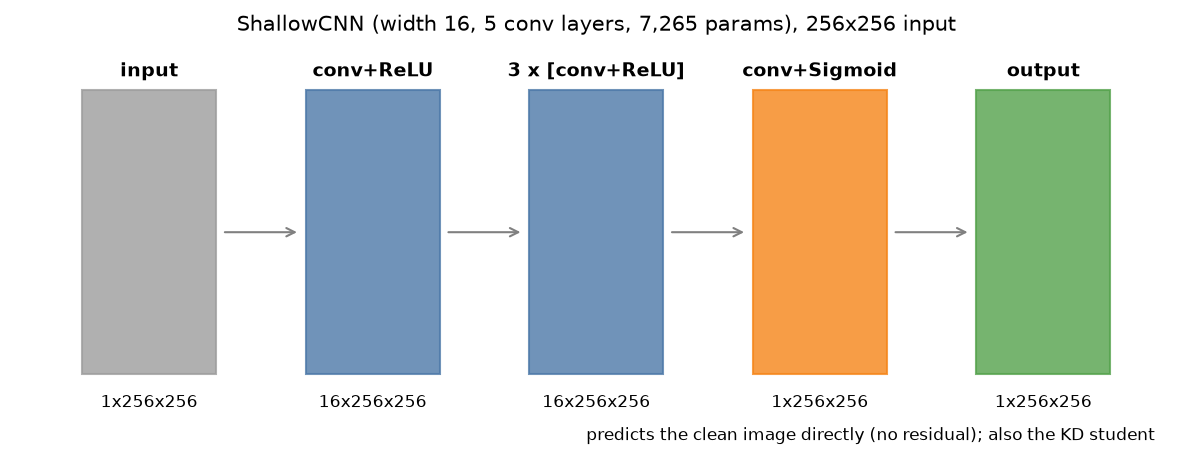 ShallowCNN (width 16, 5 conv layers, 7,265 params), 256x256 input
input conv+ReLU 3 x [conv+ReLU] conv+Sigmoid output
1x256x256 16x256x256 16x256x256 1x256x256 1x256x256
predicts the clean image directly (no residual); also the KD student